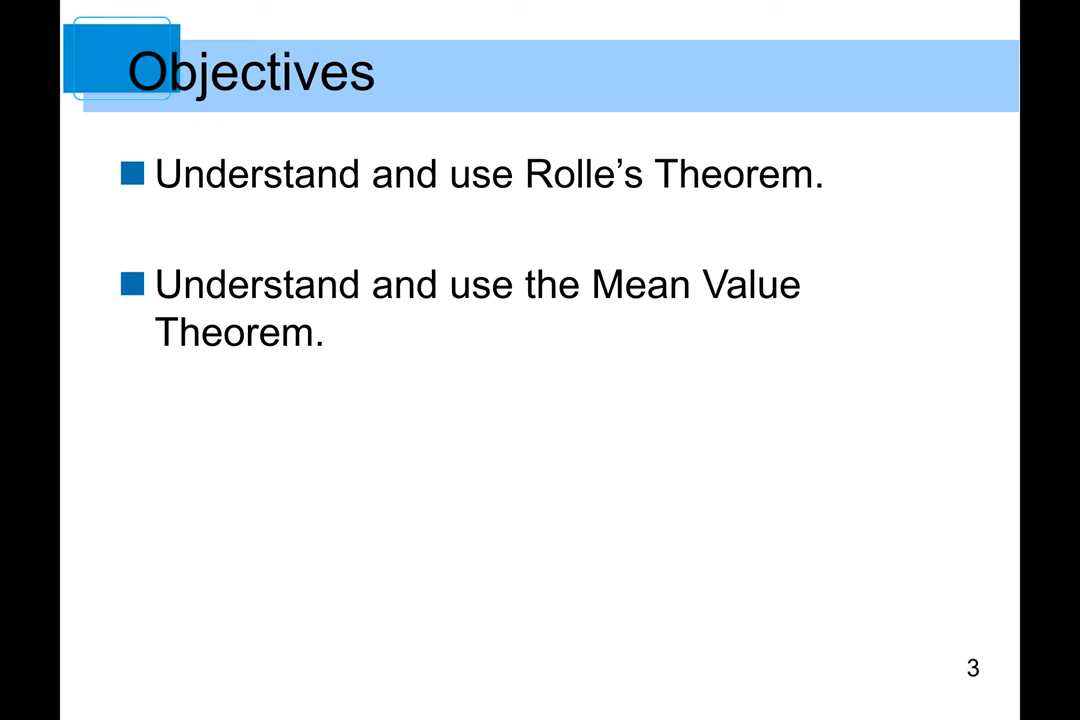 Objectives
Understand and use Rolle’s Theorem.
Understand and use the Mean Value
Theorem.
3